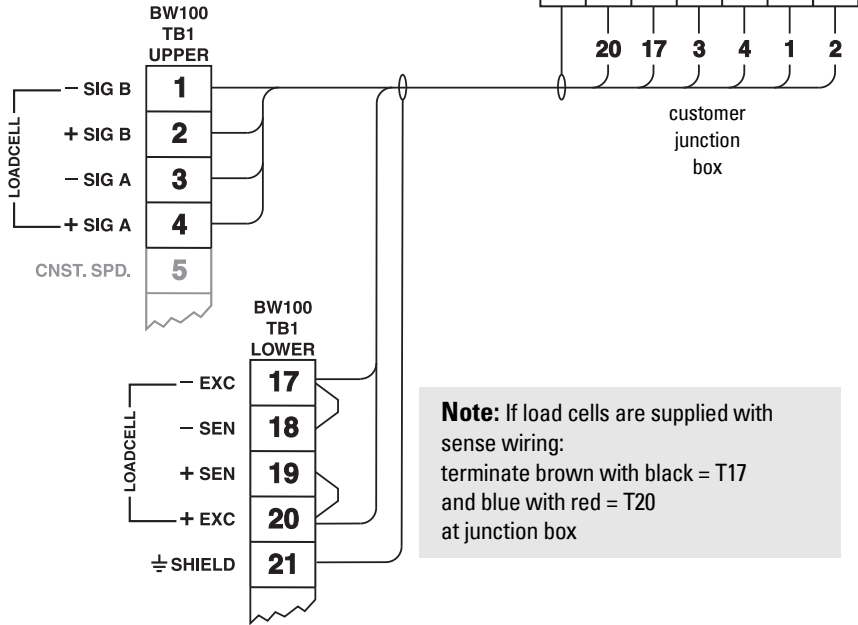 BW100
TB1
UPPER
− SIG B 1
+ SIG B 2
− SIG A 3
+ SIG A 4
LOADCELL
CNST. SPD. 5
20 17 3 4 1 2
customer
junction
box
BW100
TB1
LOWER
− EXC 17
− SEN 18
+ SEN 19
+ EXC 20
LOADCELL
⏚ SHIELD 21
Note: If load cells are supplied with
sense wiring:
terminate brown with black = T17
and blue with red = T20
at junction box